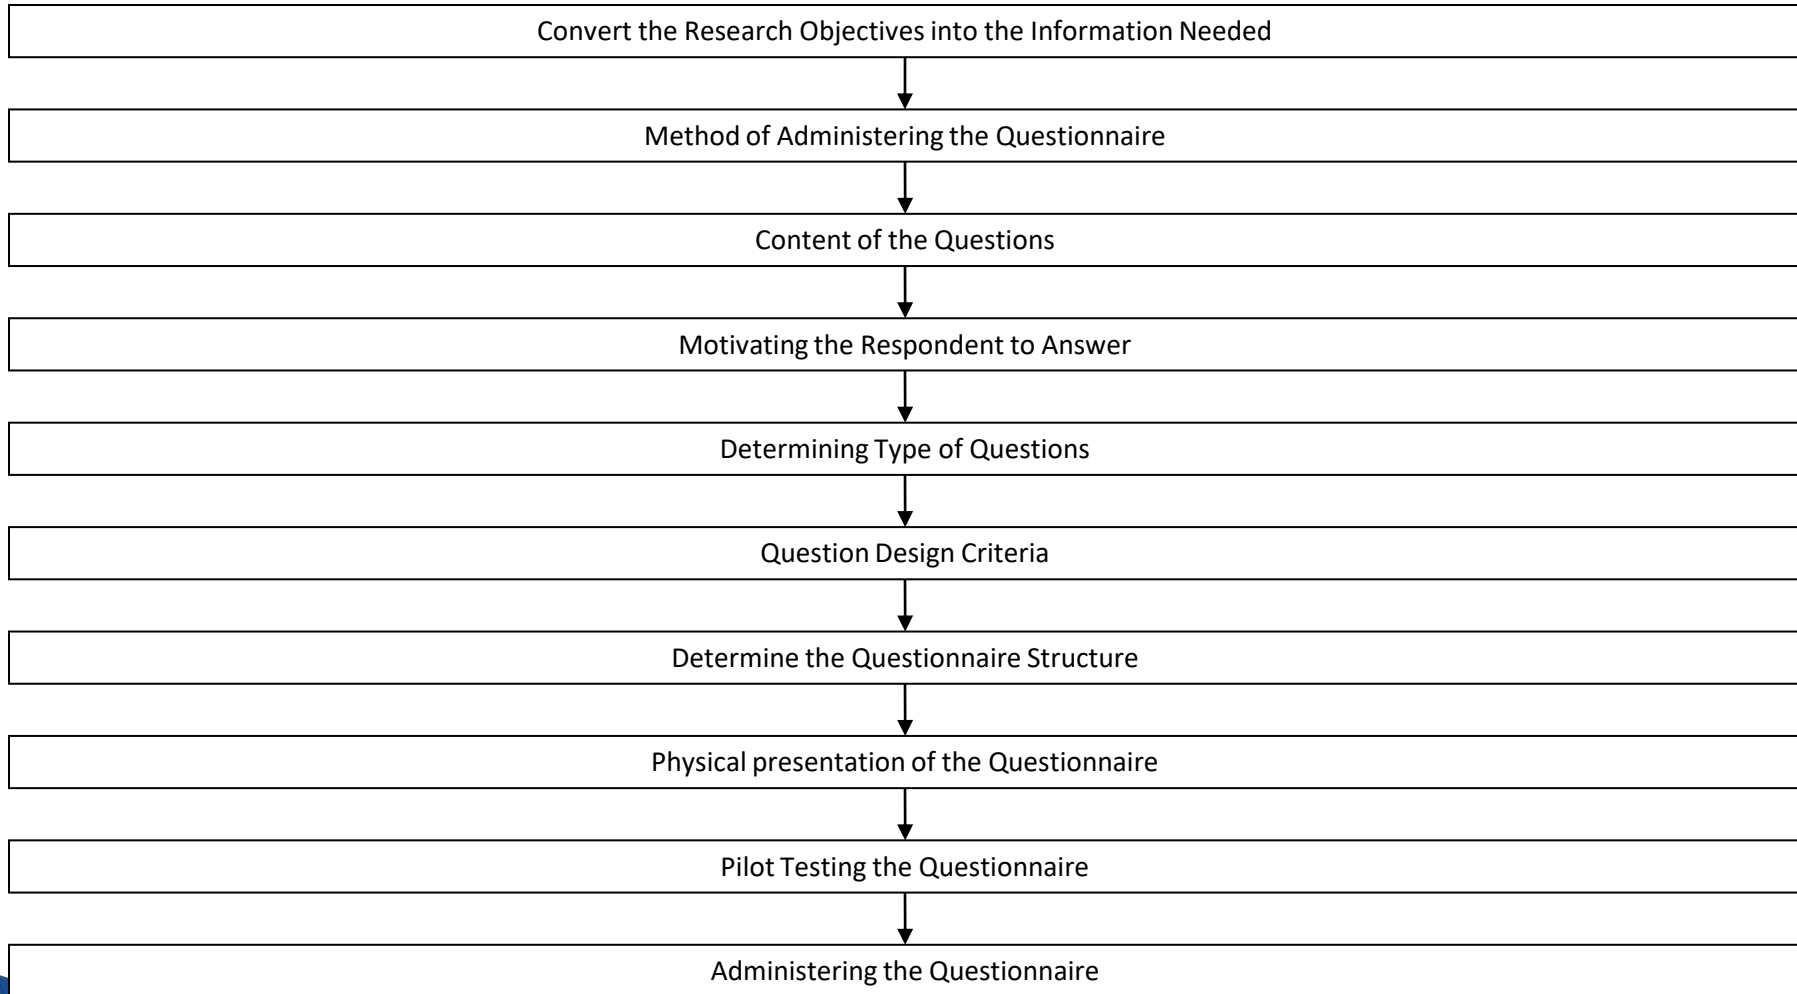 Convert the Research Objectives into the Information Needed
Method of Administering the Questionnaire
Content of the Questions
Motivating the Respondent to Answer
Determining Type of Questions
Question Design Criteria
Determine the Questionnaire Structure
Physical presentation of the Questionnaire
Pilot Testing the Questionnaire
Administering the Questionnaire